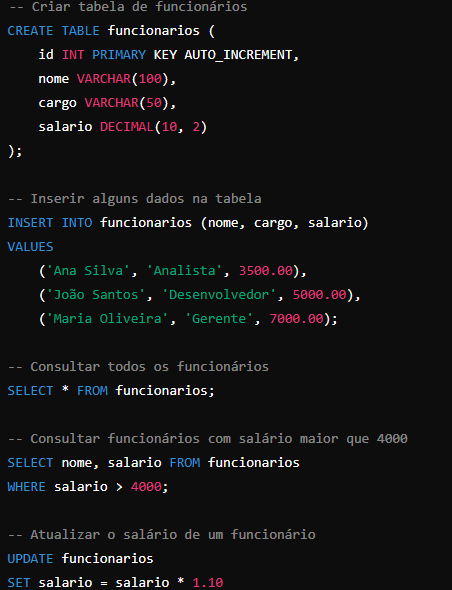 -- Criar tabela de funcionários
CREATE TABLE funcionarios (
    id INT PRIMARY KEY AUTO_INCREMENT,
    nome VARCHAR(100),
    cargo VARCHAR(50),
    salario DECIMAL(10, 2)
);

-- Inserir alguns dados na tabela
INSERT INTO funcionarios (nome, cargo, salario)
VALUES
    ('Ana Silva', 'Analista', 3500.00),
    ('João Santos', 'Desenvolvedor', 5000.00),
    ('Maria Oliveira', 'Gerente', 7000.00);

-- Consultar todos os funcionários
SELECT * FROM funcionarios;

-- Consultar funcionários com salário maior que 4000
SELECT nome, salario FROM funcionarios
WHERE salario > 4000;

-- Atualizar o salário de um funcionário
UPDATE funcionarios
SET salario = salario * 1.10